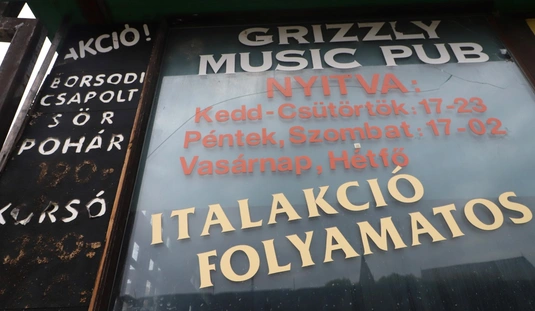 AKCIÓ!
BORSODI
CSAPOLT
SÖR
POHÁR
KORSÓ
GRIZZLY
MUSIC PUB
NYITVA:
Kedd-Csütörtök: 17-23
Péntek, Szombat: 17-02
Vasárnap, Hétfő
ITALAKCIÓ
FOLYAMATOS